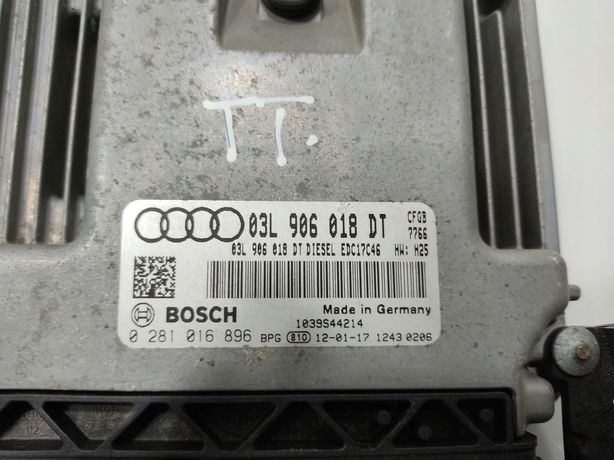 TT.
03L 906 018 DT CFGB
7766
03L 906 018 DT DIESEL EDC17C46 HW: H25
BOSCH Made in Germany
1039S44214
0 281 016 896 BPG 810 12-01-17 1243 0206